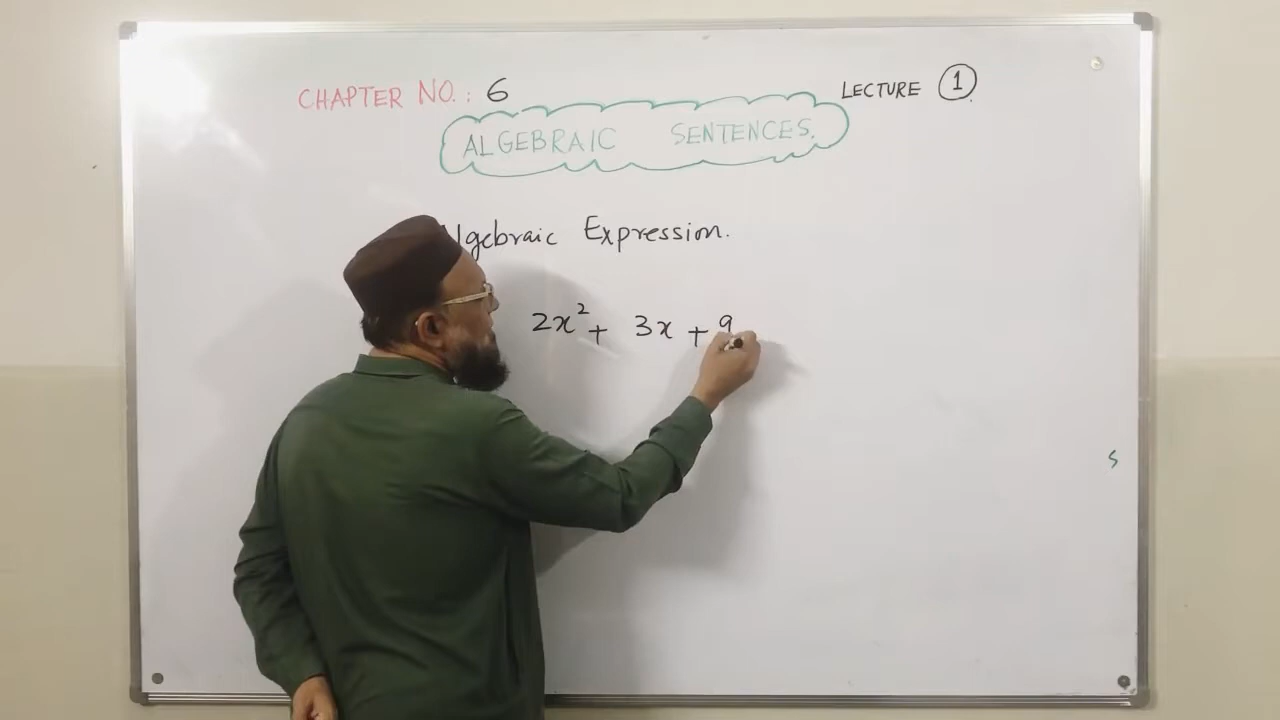 CHAPTER NO.: 6
LECTURE 1
ALGEBRAIC SENTENCES.
Algebraic Expression.
2x² + 3x + 9
S